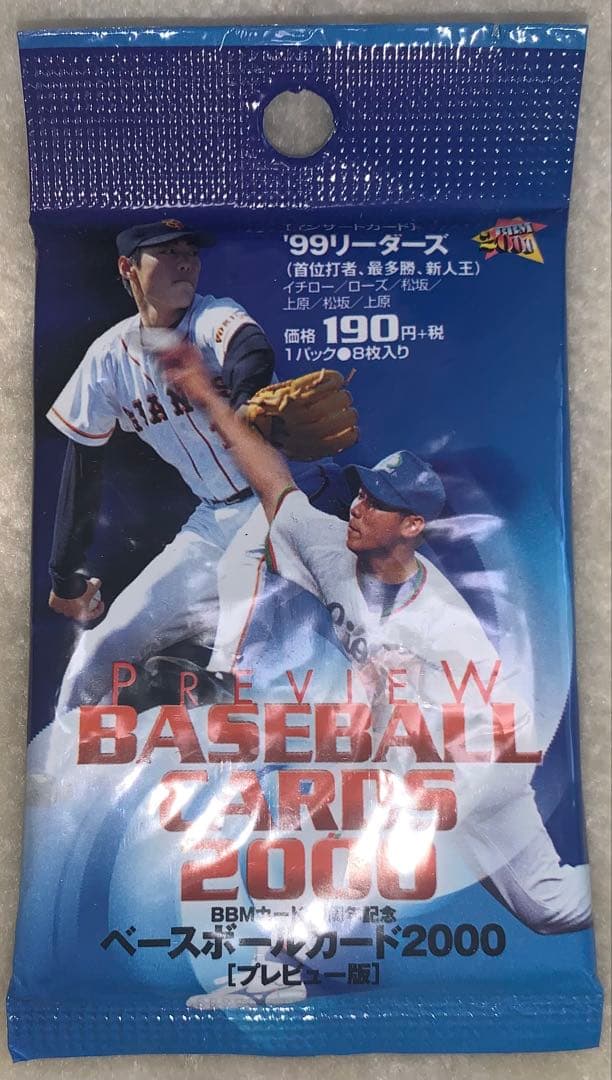 [インサートカード]
'99リーダーズ
(首位打者、最多勝、新人王)
イチロー/ローズ/松坂/
上原/松坂/上原
価格 190円+税
1パック●8枚入り
BBM
2000
GIANTS
PREVIEW
BASEBALL
CARDS
2000
BBMカード 周年記念
ベースボールカード2000
[プレビュー版]